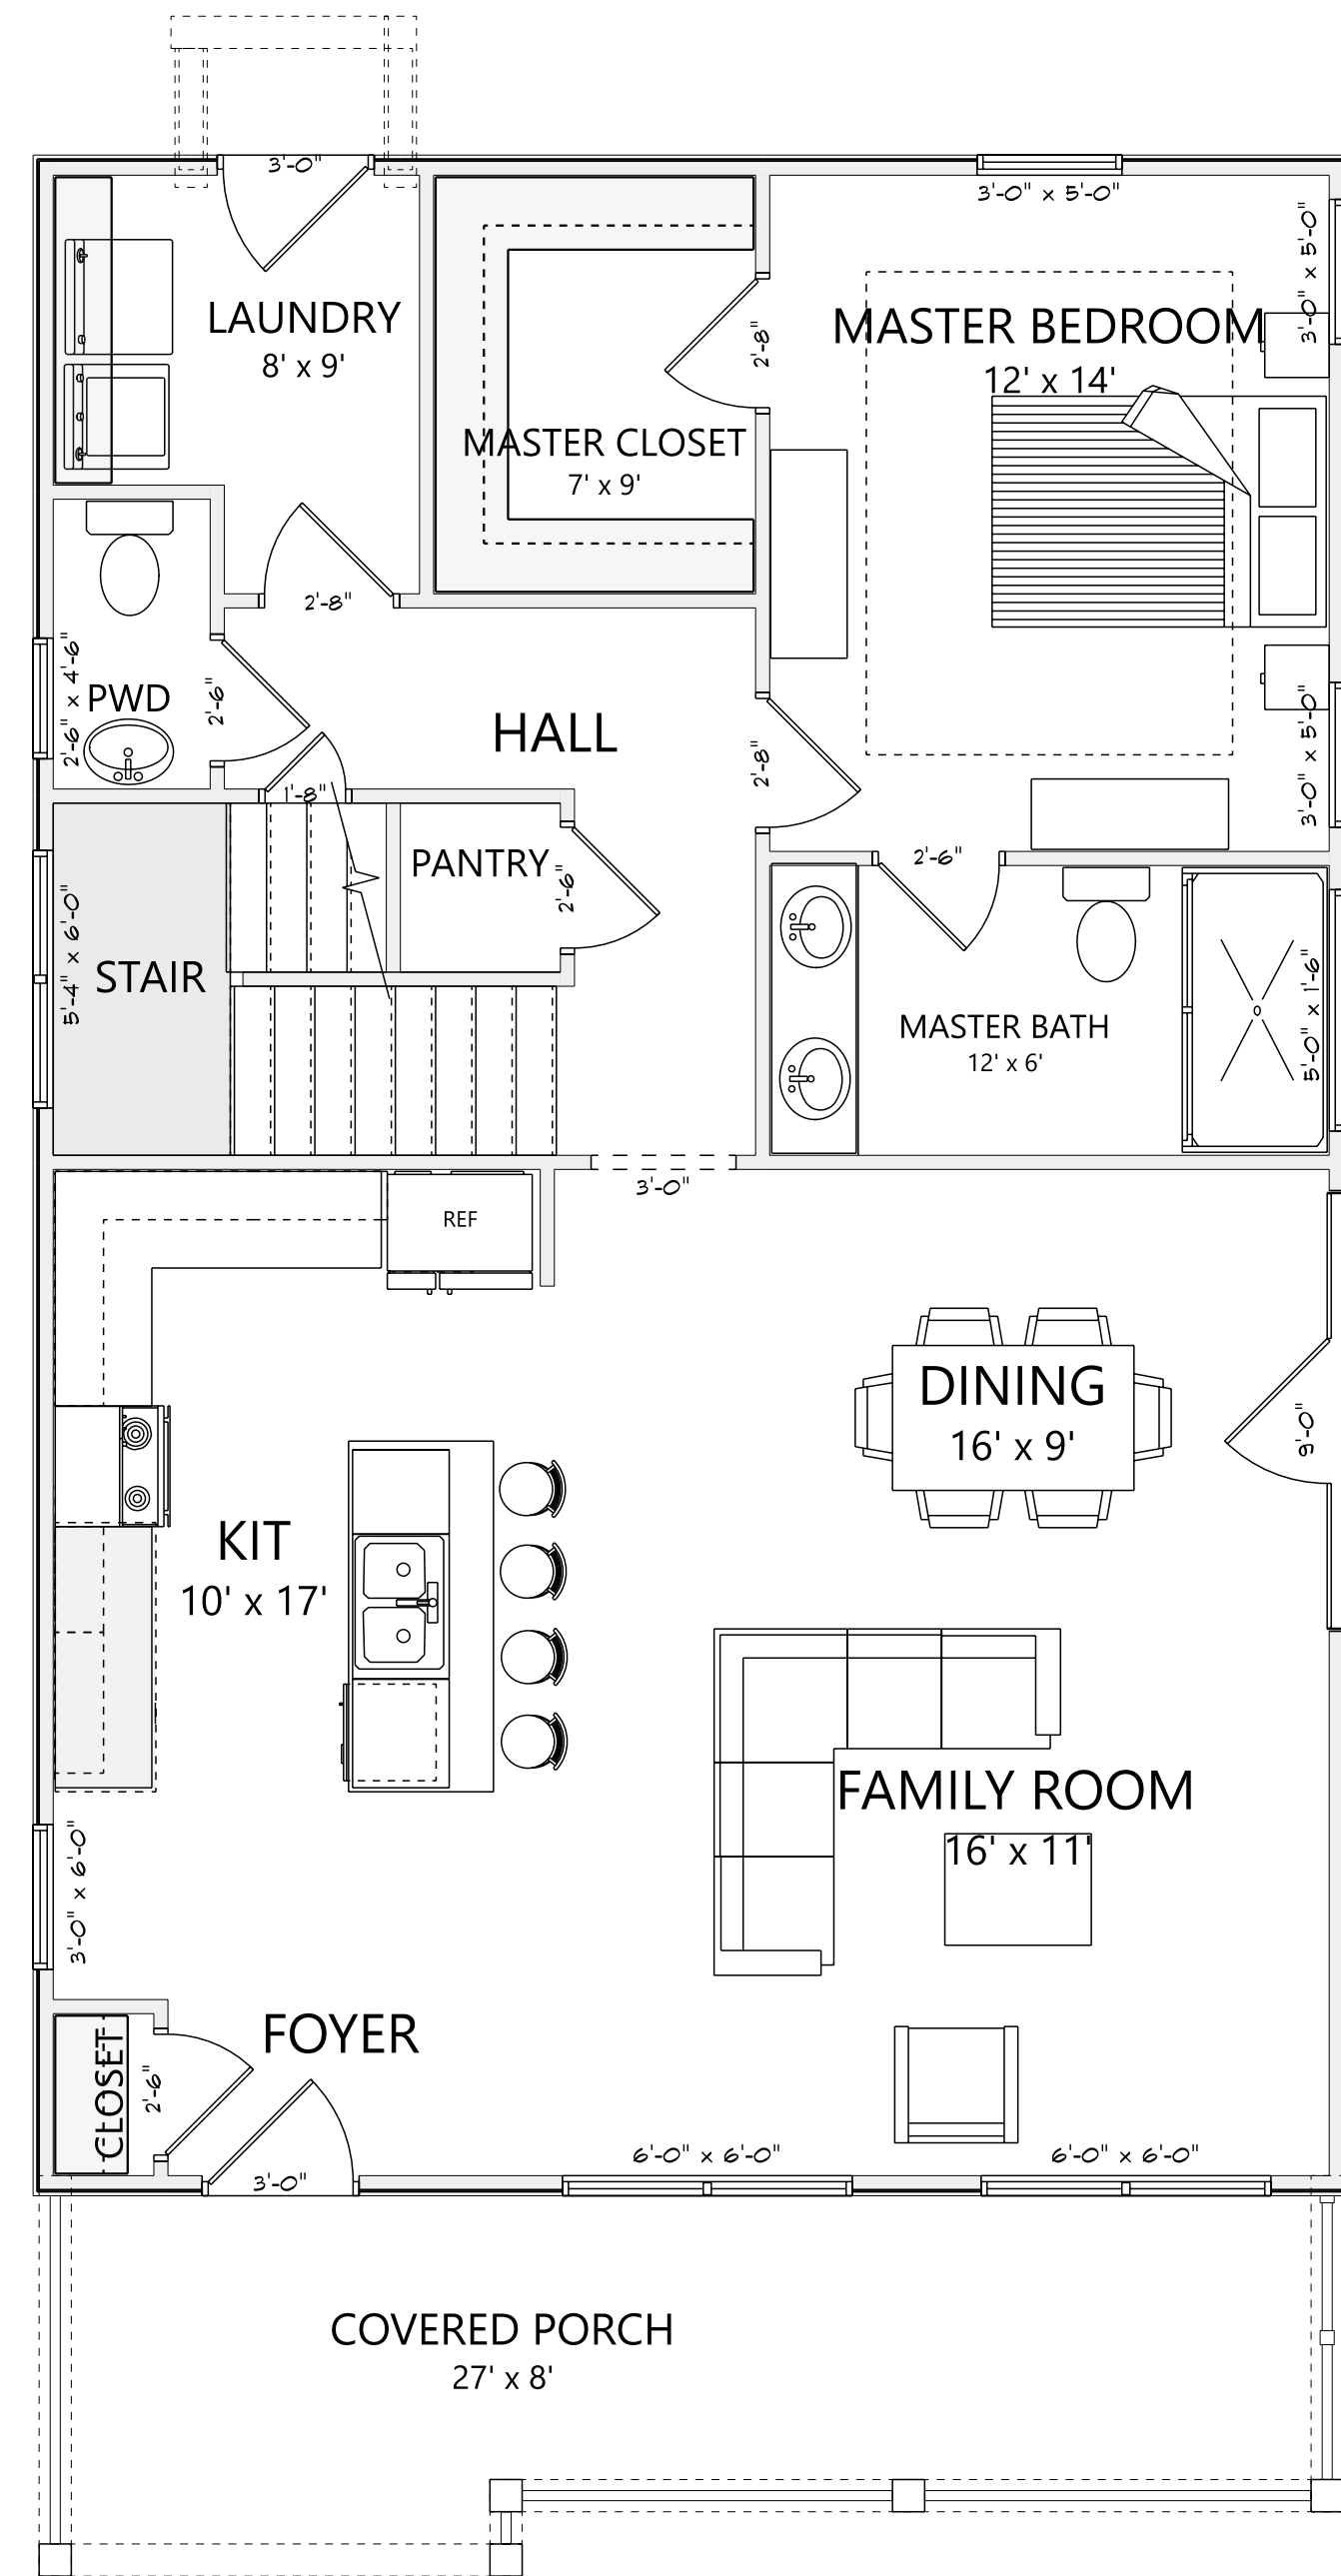 3'-0"
3'-0" x 5'-0"
3'-0" x 5'-0"
LAUNDRY
8' x 9'
2'-8"
MASTER BEDROOM
12' x 14'
MASTER CLOSET
7' x 9'
2'-8"
2'-6" x 4'-6"
PWD
2'-6"
HALL
2'-8"
3'-0" x 5'-0"
1'-8"
PANTRY
2'-6"
2'-6"
5'-4" x 6'-0"
STAIR
MASTER BATH
12' x 6'
5'-0" x 1'-6"
3'-0"
REF
DINING
16' x 9'
9'-0"
KIT
10' x 17'
FAMILY ROOM
16' x 11'
3'-0" x 6'-0"
FOYER
CLOSET
2'-6"
3'-0"
6'-0" x 6'-0"
6'-0" x 6'-0"
COVERED PORCH
27' x 8'